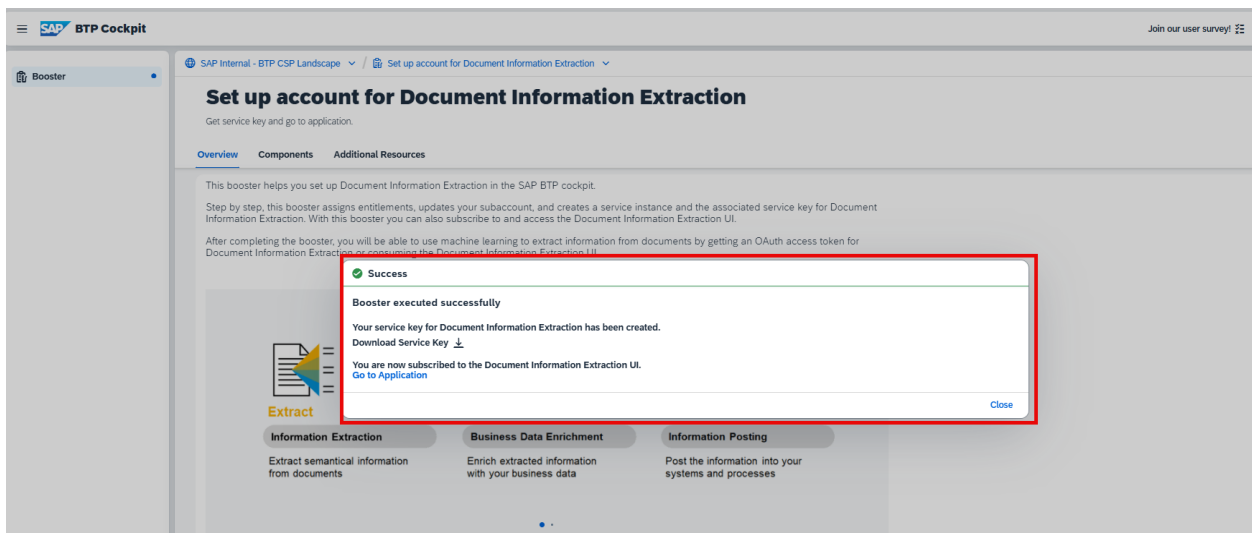 SAP BTP Cockpit
Join our user survey!
Booster
SAP Internal - BTP CSP Landscape / Set up account for Document Information Extraction
Set up account for Document Information Extraction
Get service key and go to application.
Overview Components Additional Resources
This booster helps you set up Document Information Extraction in the SAP BTP cockpit.
Step by step, this booster assigns entitlements, updates your subaccount, and creates a service instance and the associated service key for Document
Information Extraction. With this booster you can also subscribe to and access the Document Information Extraction UI.
After completing the booster, you will be able to use machine learning to extract information from documents by getting an OAuth access token for
Document Information Extraction or consuming the Document Information Extraction UI.
Success
Booster executed successfully
Your service key for Document Information Extraction has been created.
Download Service Key
You are now subscribed to the Document Information Extraction UI.
Go to Application
Close
Extract
Information Extraction Business Data Enrichment Information Posting
Extract semantical information Enrich extracted information Post the information into your
from documents with your business data systems and processes